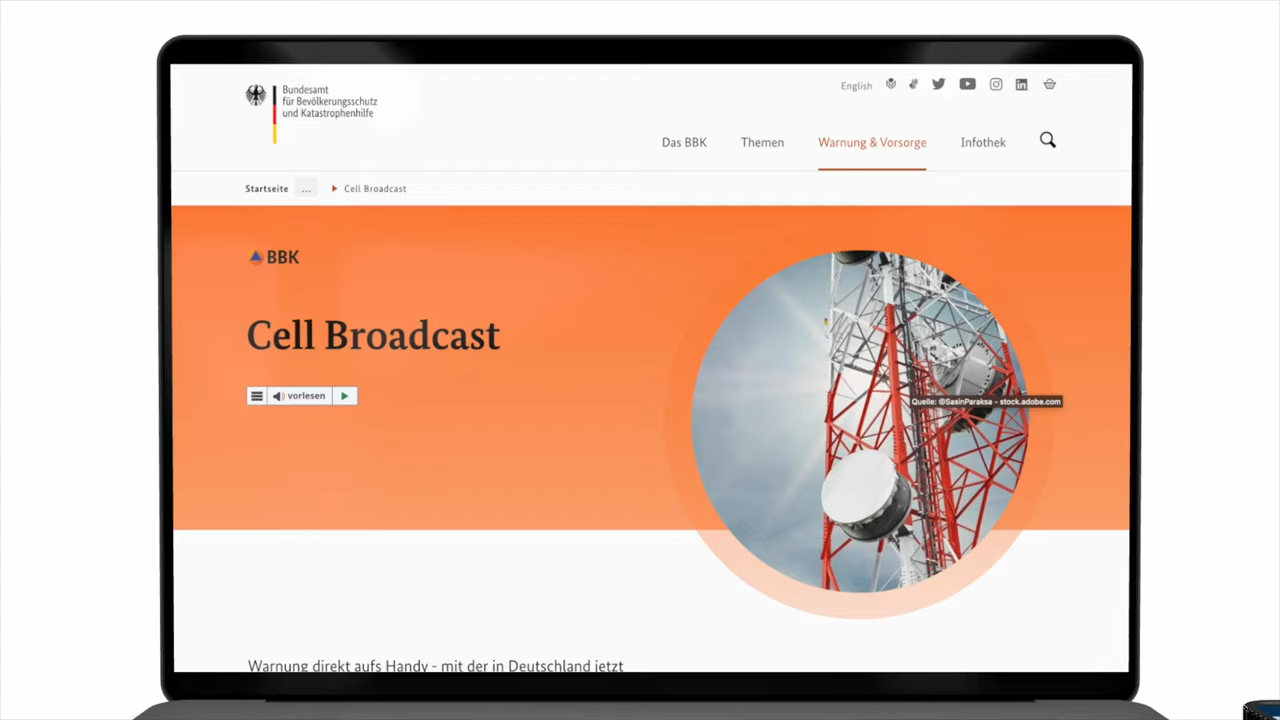 Bundesamt
für Bevölkerungsschutz
und Katastrophenhilfe
English
Das BBK
Themen
Warnung & Vorsorge
Infothek
Startseite ... Cell Broadcast
BBK
Cell Broadcast
vorlesen
Quelle: ©SasinParaksa - stock.adobe.com
Warnung direkt aufs Handy - mit der in Deutschland jetzt